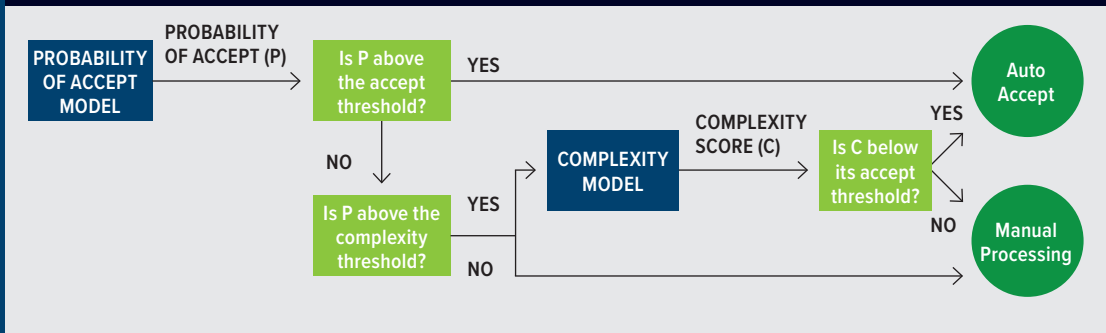 PROBABILITY
OF ACCEPT
MODEL
PROBABILITY
OF ACCEPT (P)
Is P above
the accept
threshold?
YES
Auto
Accept
NO
Is P above the
complexity
threshold?
YES
NO
COMPLEXITY
MODEL
COMPLEXITY
SCORE (C)
Is C below
its accept
threshold?
YES
NO
Manual
Processing